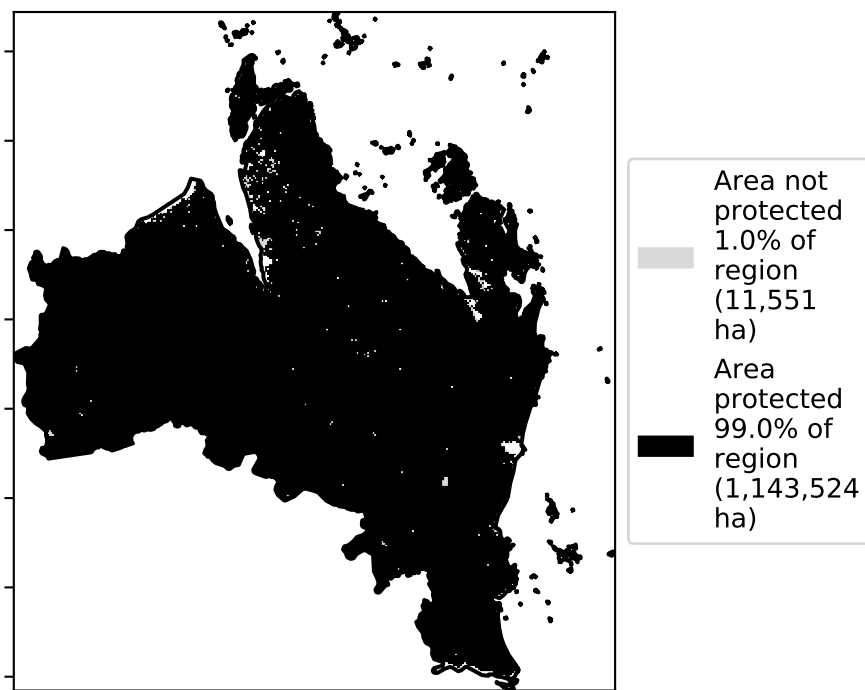 Area not
protected
1.0% of
region
(11,551
ha)
Area
protected
99.0% of
region
(1,143,524
ha)